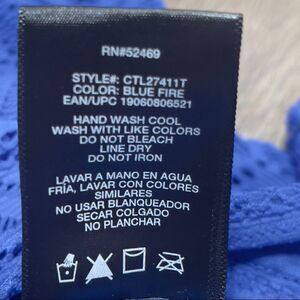 RN#52469
STYLE#: CTL27411T
COLOR: BLUE FIRE
EAN/UPC 19060806521
HAND WASH COOL
WASH WITH LIKE COLORS
DO NOT BLEACH
LINE DRY
DO NOT IRON
LAVAR A MANO EN AGUA
FRÍA, LAVAR CON COLORES
SIMILARES
NO USAR BLANQUEADOR
SECAR COLGADO
NO PLANCHAR